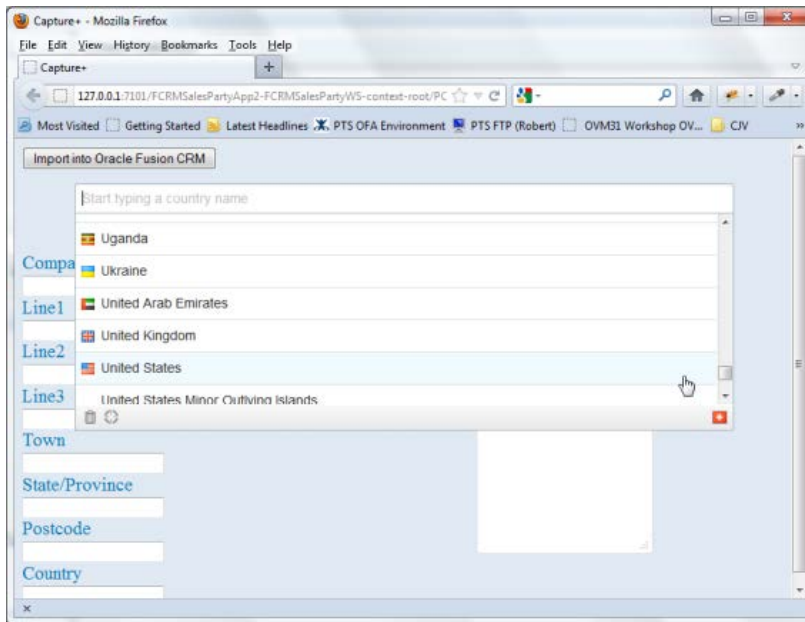 Capture+ - Mozilla Firefox
File Edit View History Bookmarks Tools Help
Capture+
127.0.0.1:7101/FCRMSalesPartyApp2-FCRMSalesPartyWS-context-root/PC
Most Visited Getting Started Latest Headlines PTS OFA Environment PTS FTP (Robert) OVM31 Workshop OV... CJV
Import into Oracle Fusion CRM
Start typing a country name
Uganda
Compa
Ukraine
Line1
United Arab Emirates
United Kingdom
Line2
United States
Line3
United States Minor Outlying Islands
Town
State/Province
Postcode
Country